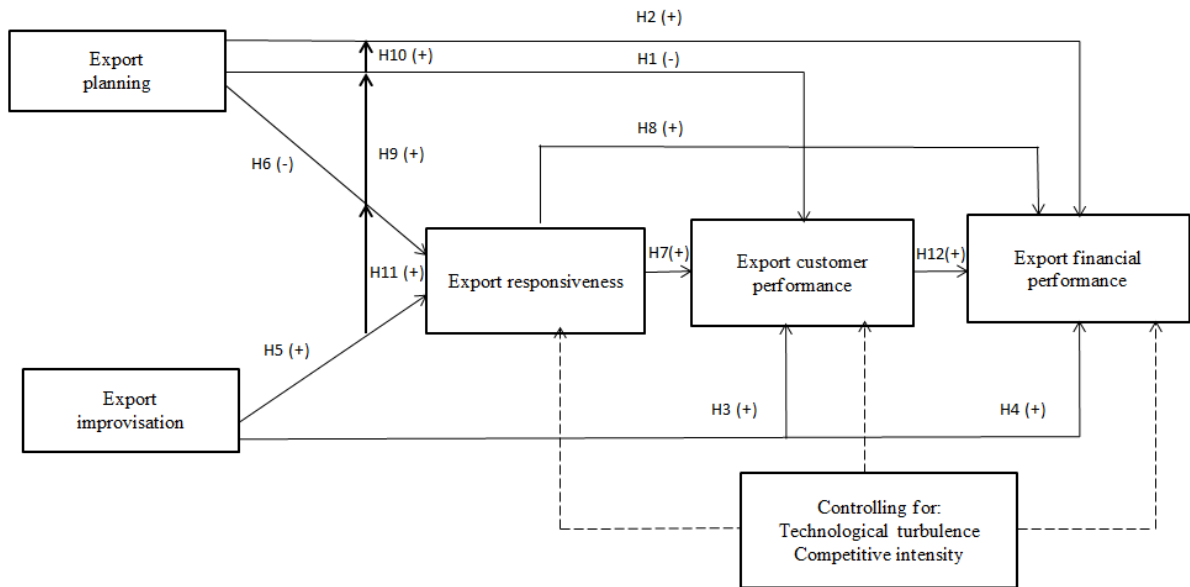 H2 (+)
Export
planning
H10 (+)
H1 (-)
H8 (+)
H6 (-)
H9 (+)
Export responsiveness
H7(+)
Export customer
performance
H12(+)
Export financial
performance
H11 (+)
H5 (+)
Export
improvisation
H3 (+)
H4 (+)
Controlling for:
Technological turbulence
Competitive intensity